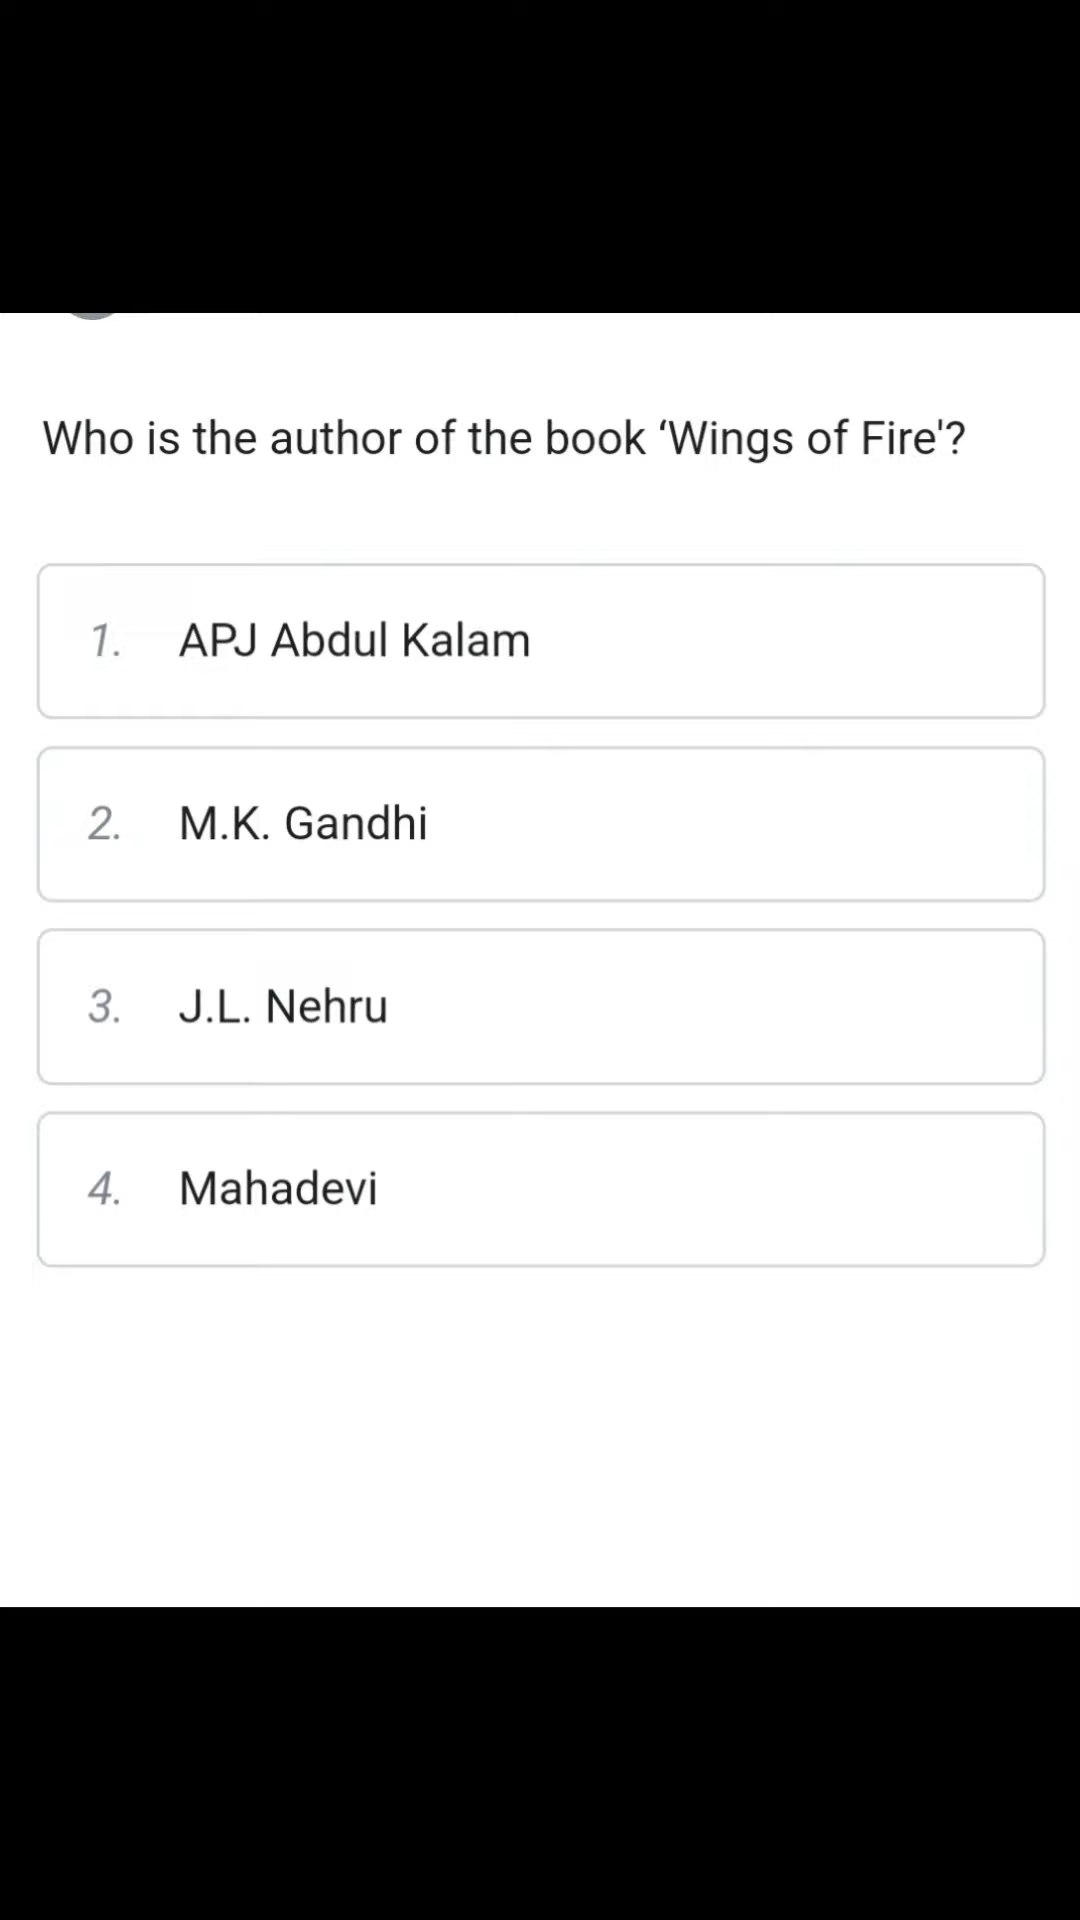 Who is the author of the book ‘Wings of Fire'?
1. APJ Abdul Kalam
2. M.K. Gandhi
3. J.L. Nehru
4. Mahadevi